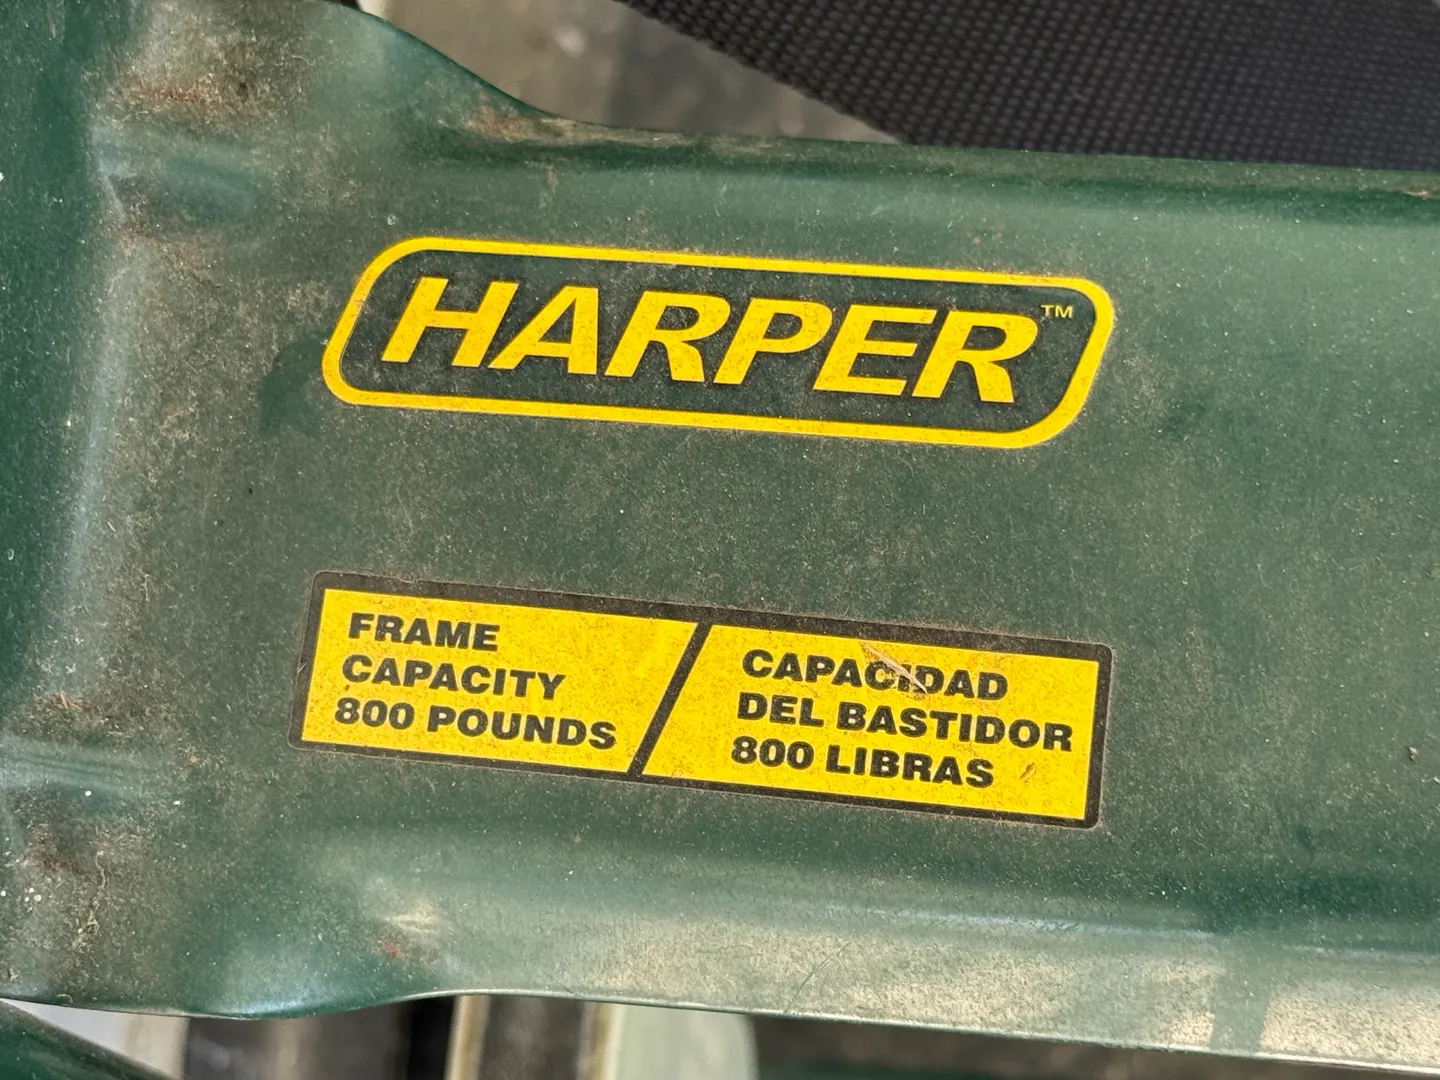 HARPER™
FRAME
CAPACITY
800 POUNDS
CAPACIDAD
DEL BASTIDOR
800 LIBRAS